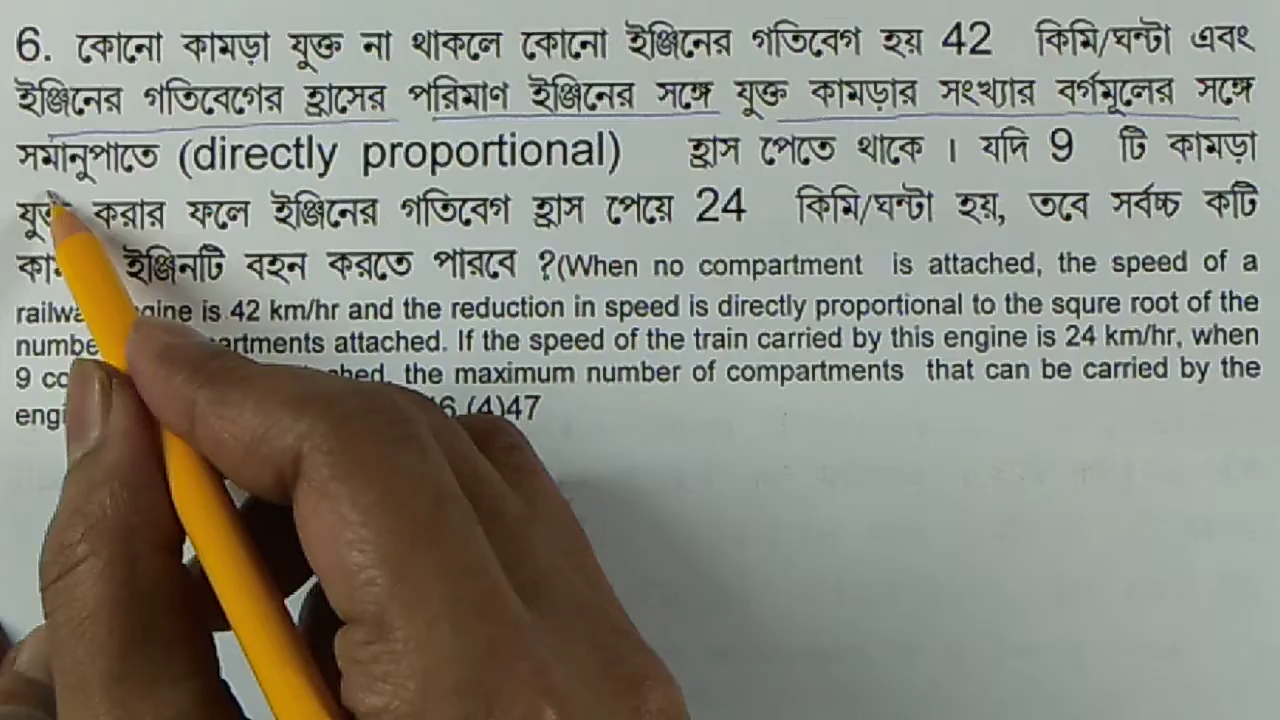 6. কোনো কামড়া যুক্ত না থাকলে কোনো ইঞ্জিনের গতিবেগ হয় 42 কিমি/ঘন্টা এবং
ইঞ্জিনের গতিবেগের হ্রাসের পরিমাণ ইঞ্জিনের সঙ্গে যুক্ত কামড়ার সংখ্যার বর্গমূলের সঙ্গে
সমানুপাতে (directly proportional) হ্রাস পেতে থাকে । যদি 9 টি কামড়া
করার ফলে ইঞ্জিনের গতিবেগ হ্রাস পেয়ে 24 কিমি/ঘন্টা হয়, তবে সর্বচ্চ কটি
ইঞ্জিনটি বহন করতে পারবে ?(When no compartment is attached, the speed of a
is 42 km/hr and the reduction in speed is directly proportional to the squre root of the
attached. If the speed of the train carried by this engine is 24 km/hr, when
9 the maximum number of compartments that can be carried by the
(4)47